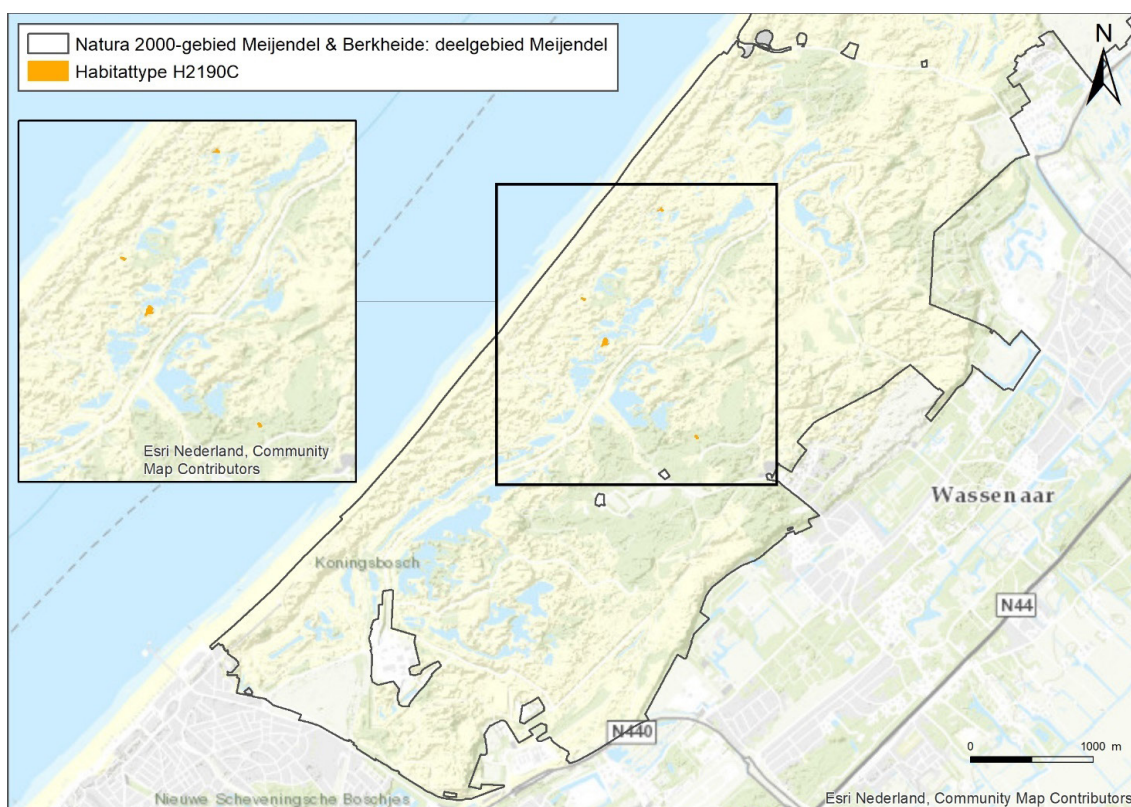 Natura 2000-gebied Meijendel & Berkheide: deelgebied Meijendel
Habitattype H2190C
N
Esri Nederland, Community
Map Contributors
Wassenaar
Koningsbosch
N44
N440
0 1000 m
Nieuwe Scheveningsche Boschjes
Esri Nederland, Community Map Contributors